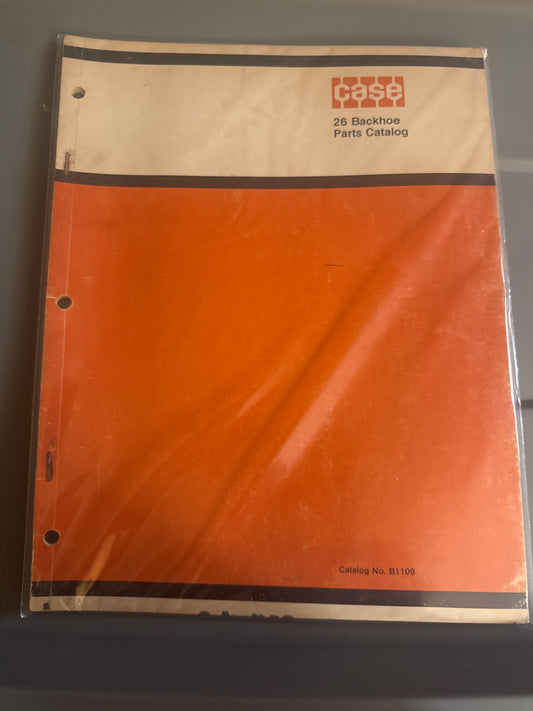 case
26 Backhoe
Parts Catalog
Catalog No. B1109